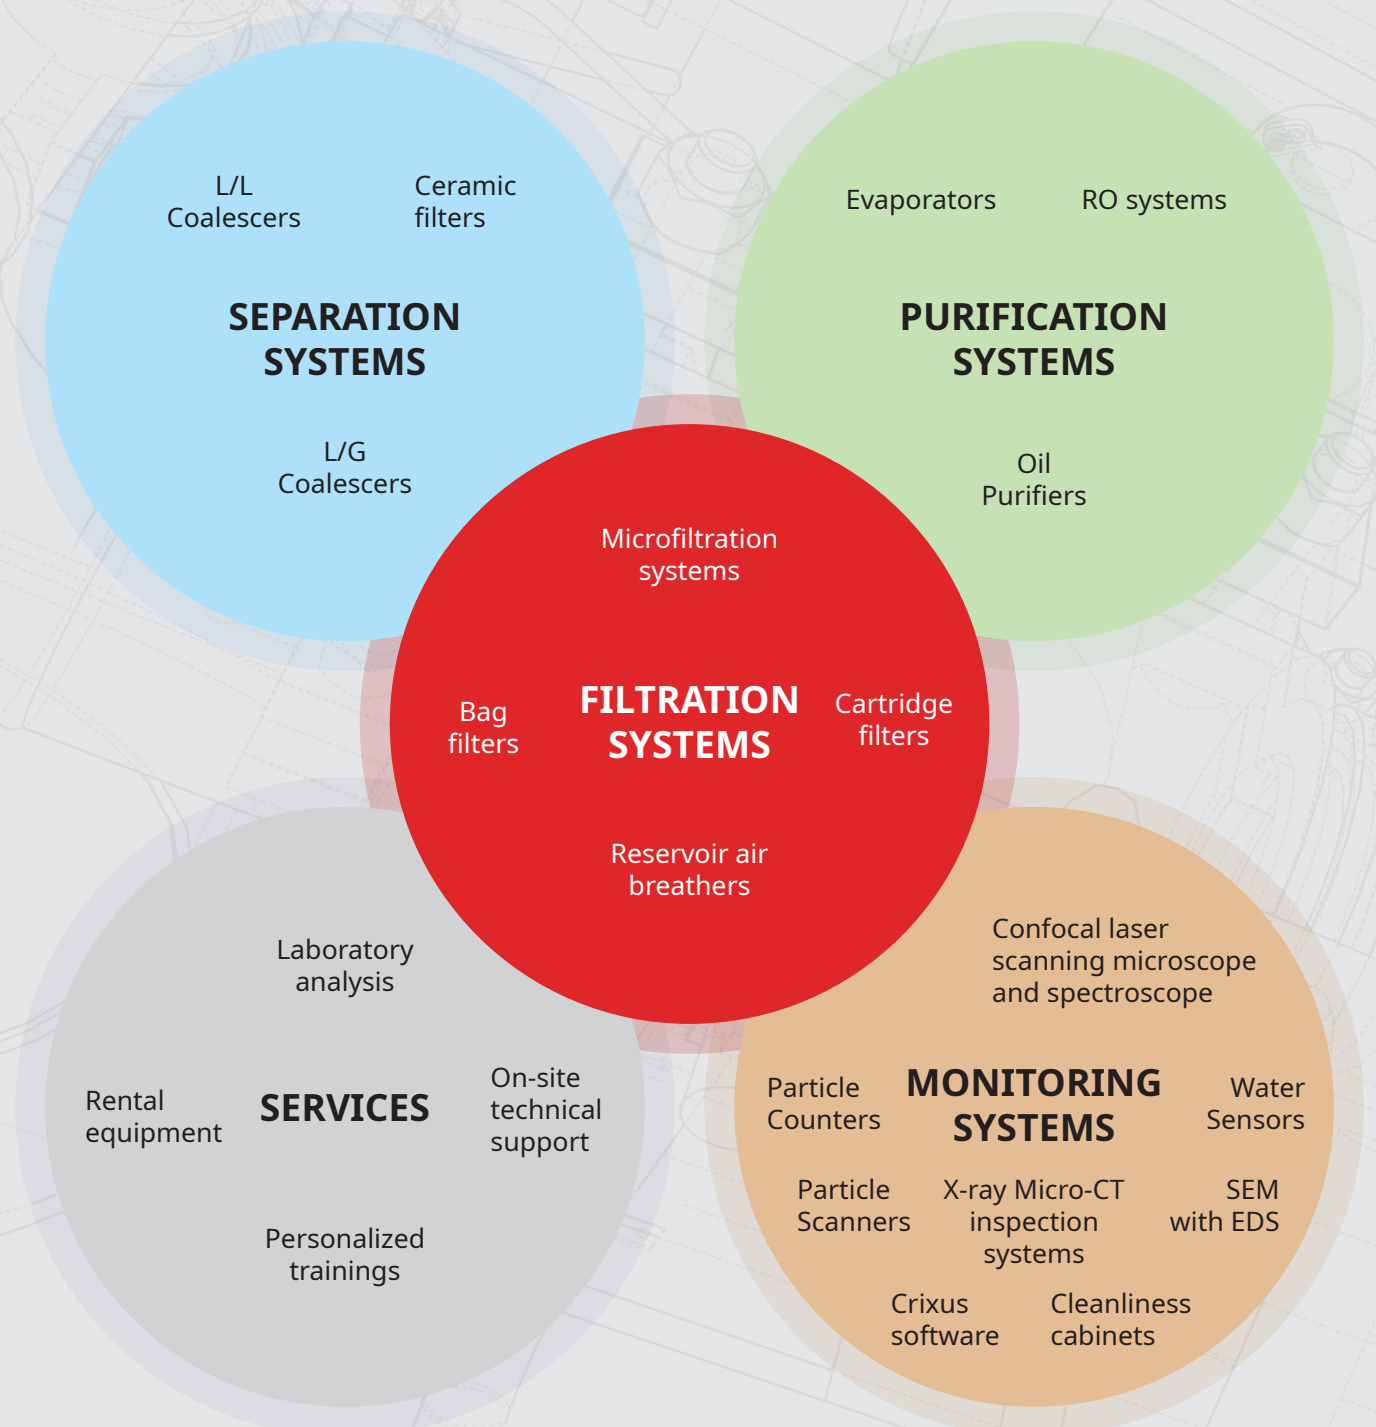 L/L
Coalescers
Ceramic
filters
SEPARATION
SYSTEMS
L/G
Coalescers
Evaporators
RO systems
PURIFICATION
SYSTEMS
Oil
Purifiers
Microfiltration
systems
Bag
filters
FILTRATION
SYSTEMS
Cartridge
filters
Reservoir air
breathers
Laboratory
analysis
Rental
equipment
SERVICES
On-site
technical
support
Personalized
trainings
Confocal laser
scanning microscope
and spectroscope
Particle
Counters
MONITORING
SYSTEMS
Water
Sensors
Particle
Scanners
X-ray Micro-CT
inspection
systems
SEM
with EDS
Crixus
software
Cleanliness
cabinets